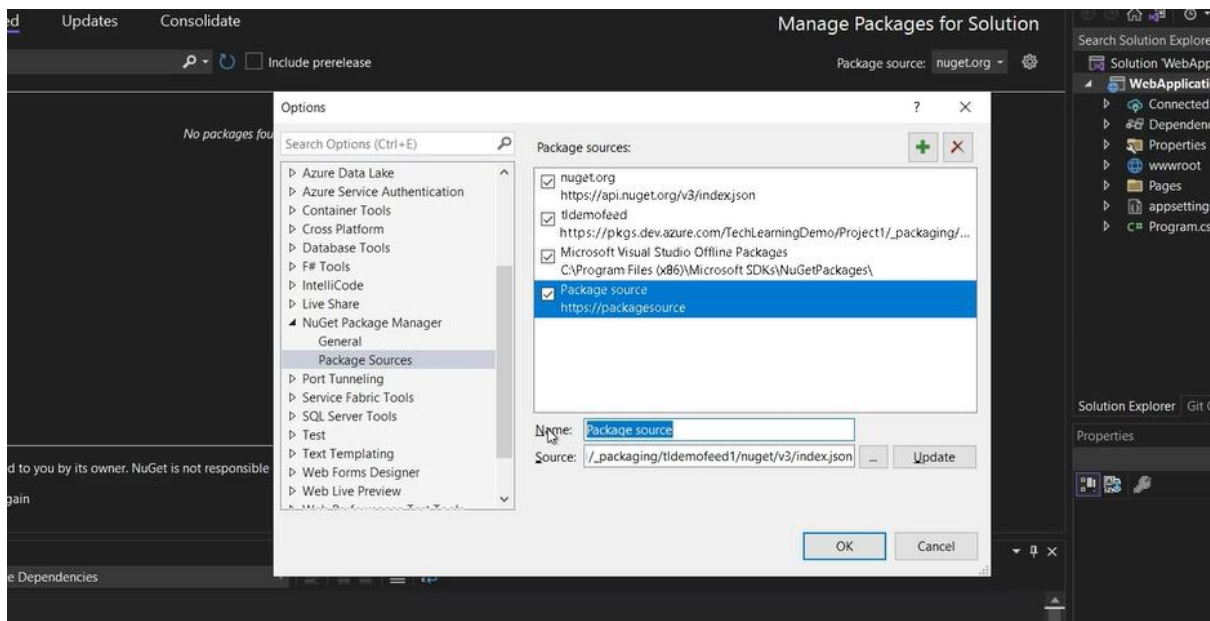 ed Updates Consolidate
Manage Packages for Solution
Include prerelease
Package source: nuget.org
Search Solution Explore
Solution 'WebApp
WebApplicati
Connected
Dependen
Properties
wwwroot
Pages
appsetting
C# Program.cs
No packages fou
Options
?
Search Options (Ctrl+E)
Azure Data Lake
Azure Service Authentication
Container Tools
Cross Platform
Database Tools
F# Tools
IntelliCode
Live Share
NuGet Package Manager
General
Package Sources
Port Tunneling
Service Fabric Tools
SQL Server Tools
Test
Text Templating
Web Forms Designer
Web Live Preview
Package sources:
nuget.org
https://api.nuget.org/v3/index.json
tldemofeed
https://pkgs.dev.azure.com/TechLearningDemo/Project1/_packaging/...
Microsoft Visual Studio Offline Packages
C:\Program Files (x86)\Microsoft SDKs\NuGetPackages\
Package source
https://packagesource
Name: Package source
Source: /_packaging/tldemofeed1/nuget/v3/index.json ... Update
OK Cancel
Solution Explorer Git
Properties
d to you by its owner. NuGet is not responsible
gain
e Dependencies